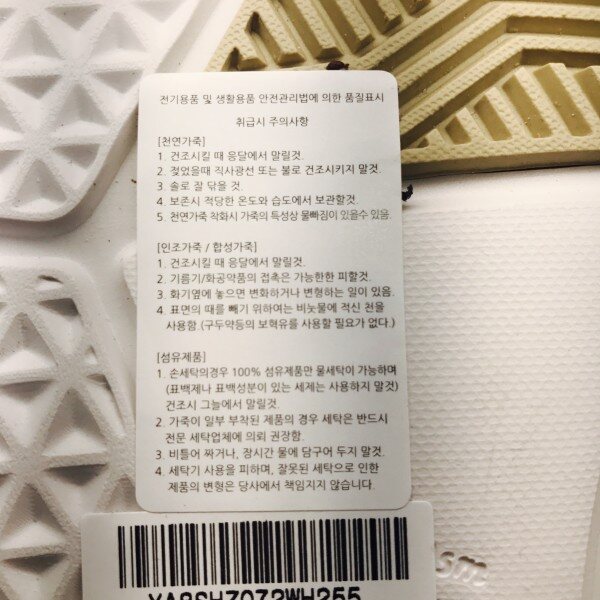 전기용품 및 생활용품 안전관리법에 의한 품질표시
취급시 주의사항
[천연가죽]
1. 건조시킬 때 응달에서 말릴것.
2. 젖었을때 직사광선 또는 불로 건조시키지 말것.
3. 솔로 잘 닦을 것.
4. 보존시 적당한 온도와 습도에서 보관할것.
5. 천연가죽 착화시 가죽의 특성상 물빠짐이 있을수 있음.
[인조가죽 / 합성가죽]
1. 건조시킬 때 응달에서 말릴것.
2. 기름기/화공약품의 접촉은 가능한한 피할것.
3. 화기옆에 놓으면 변화하거나 변형하는 일이 있음.
4. 표면의 때를 빼기 위하여는 비눗물에 적신 천을
사용함.(구두약등의 보혁유를 사용할 필요가 없다.)
[섬유제품]
1. 손세탁의경우 100% 섬유제품만 물세탁이 가능하며
(표백제나 표백성분이 있는 세제는 사용하지 말것)
건조시 그늘에서 말릴것.
2. 가죽이 일부 부착된 제품의 경우 세탁은 반드시
전문 세탁업체에 의뢰 권장함.
3. 비틀어 짜거나, 장시간 물에 담구어 두지 말것.
4. 세탁기 사용을 피하며, 잘못된 세탁으로 인한
제품의 변형은 당사에서 책임지지 않습니다.
sm